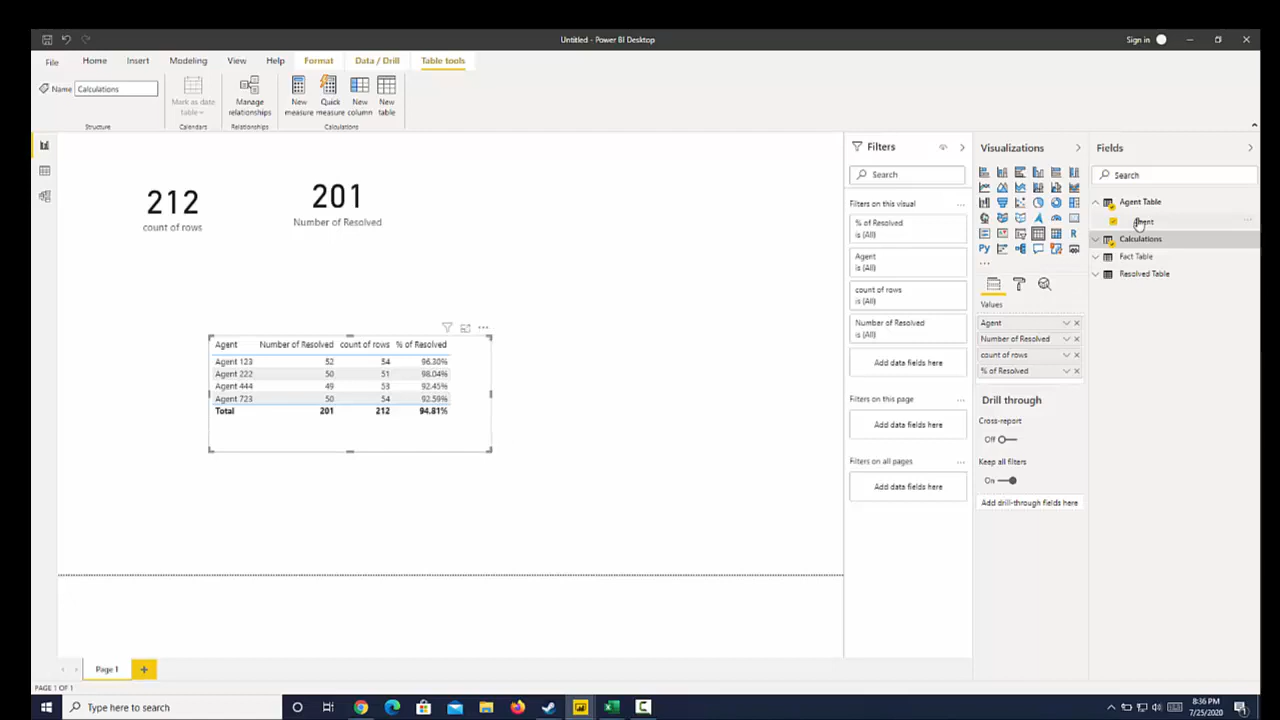 Untitled - Power BI Desktop
Sign in
File
Home
Insert
Modeling
View
Help
Format
Data / Drill
Table tools
Name
Calculations
Mark as date table
Manage relationships
New measure
Quick measure
New column
New table
Structure
Calendars
Relationships
Calculations
212
count of rows
201
Number of Resolved
Agent Number of Resolved count of rows % of Resolved
Agent 123 52 54 96.30%
Agent 222 50 51 98.04%
Agent 444 49 53 92.45%
Agent 723 50 54 92.59%
Total 201 212 94.81%
Filters
Search
Filters on this visual
% of Resolved
is (All)
Agent
is (All)
count of rows
is (All)
Number of Resolved
is (All)
Add data fields here
Filters on this page
Add data fields here
Filters on all pages
Add data fields here
Visualizations
R
Py
Values
Agent
Number of Resolved
count of rows
% of Resolved
Drill through
Cross-report
Off
Keep all filters
On
Add drill-through fields here
Fields
Search
Agent Table
Agent
Calculations
Fact Table
Resolved Table
Page 1
PAGE 1 OF 1
Type here to search
8:36 PM
7/25/2020